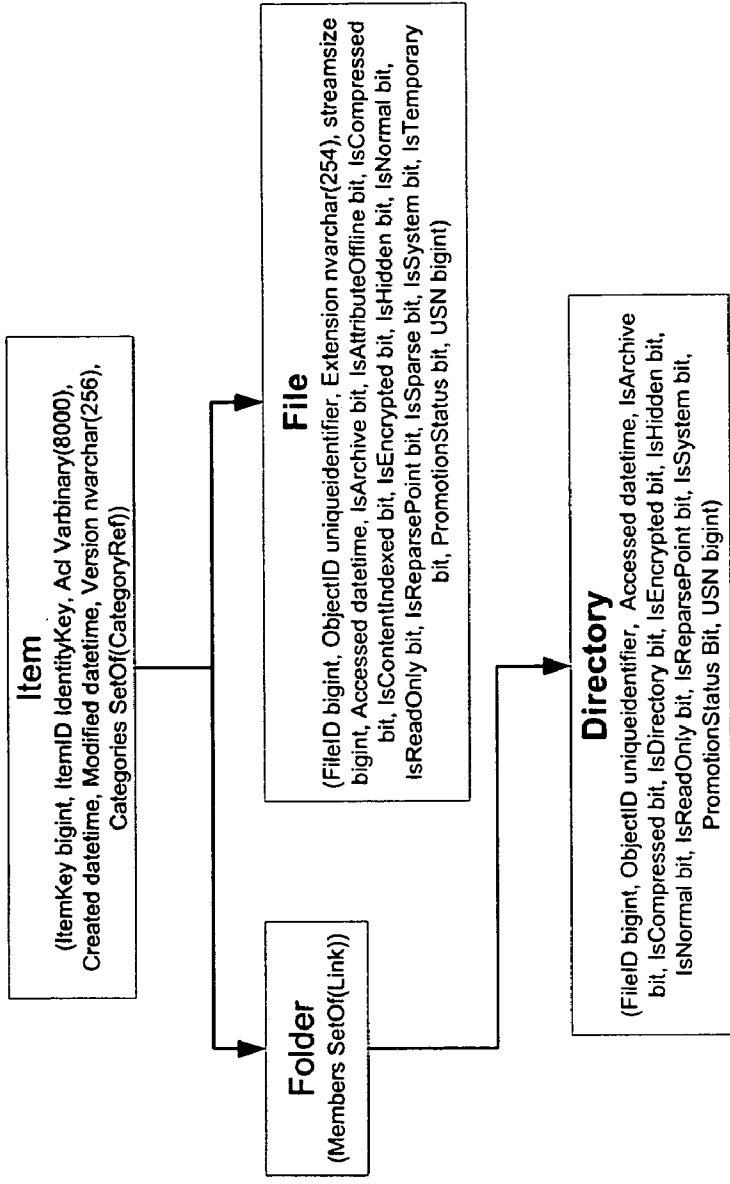 Item
(ItemKey bigint, ItemID IdentityKey, Acl Varbinary(8000),
Created datetime, Modified datetime, Version nvarchar(256),
Categories SetOf(CategoryRef))
Folder
(Members SetOf(Link))
File
(FileID bigint, ObjectID uniqueidentifier, Extension nvarchar(254), streamsize
bigint, Accessed datetime, IsArchive bit, IsAttributeOffline bit, IsCompressed
bit, IsContentIndexed bit, IsEncrypted bit, IsHidden bit, IsNormal bit,
IsReadOnly bit, IsReparsePoint bit, IsSparse bit, IsSystem bit, IsTemporary
bit, PromotionStatus bit, USN bigint)
Directory
(FileID bigint, ObjectID uniqueidentifier, Accessed datetime, IsArchive
bit, IsCompressed bit, IsDirectory bit, IsEncrypted bit, IsHidden bit,
IsNormal bit, IsReadOnly bit, IsReparsePoint bit, IsSystem bit,
PromotionStatus Bit, USN bigint)